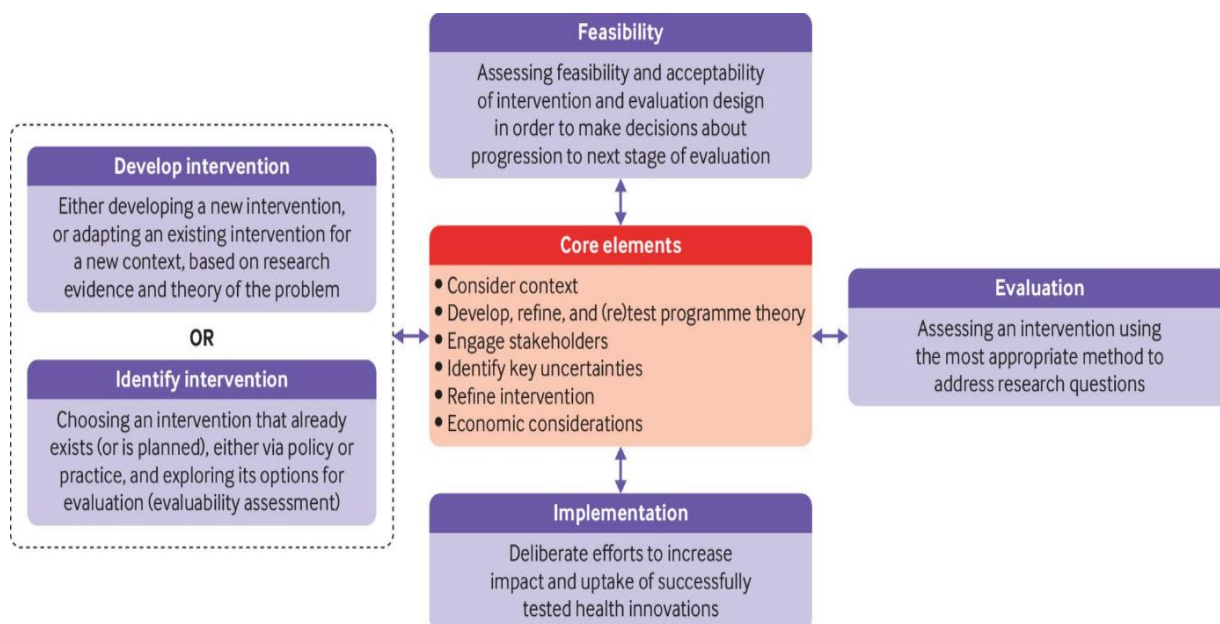 Feasibility
Assessing feasibility and acceptability
of intervention and evaluation design
in order to make decisions about
progression to next stage of evaluation
Develop intervention
Either developing a new intervention,
or adapting an existing intervention for
a new context, based on research
evidence and theory of the problem
OR
Identify intervention
Choosing an intervention that already
exists (or is planned), either via policy or
practice, and exploring its options for
evaluation (evaluability assessment)
Core elements
• Consider context
• Develop, refine, and (re)test programme theory
• Engage stakeholders
• Identify key uncertainties
• Refine intervention
• Economic considerations
Evaluation
Assessing an intervention using
the most appropriate method to
address research questions
Implementation
Deliberate efforts to increase
impact and uptake of successfully
tested health innovations